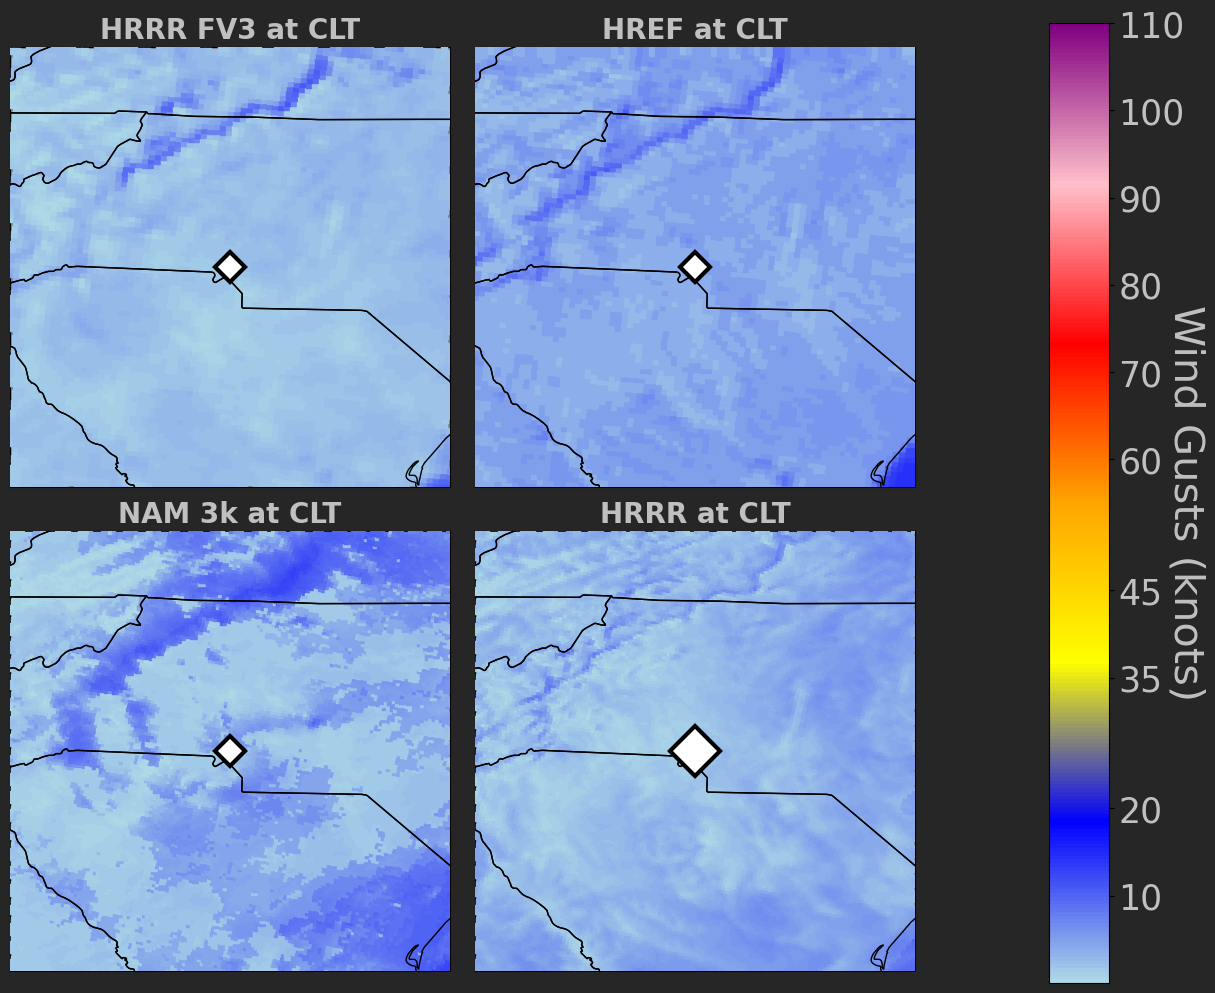 HRRR FV3 at CLT
HREF at CLT
NAM 3k at CLT
HRRR at CLT
110
100
90
80
70
60
45
35
20
10
Wind Gusts (knots)